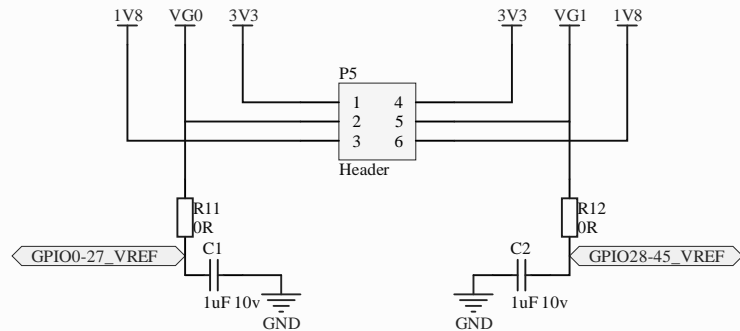 1V8 VG0 3V3 3V3 VG1 1V8
P5
1 4
2 5
3 6
Header
R11 R12
0R 0R
GPIO0-27_VREF C1 C2 GPIO28-45_VREF
1uF 10v 1uF 10v
GND GND